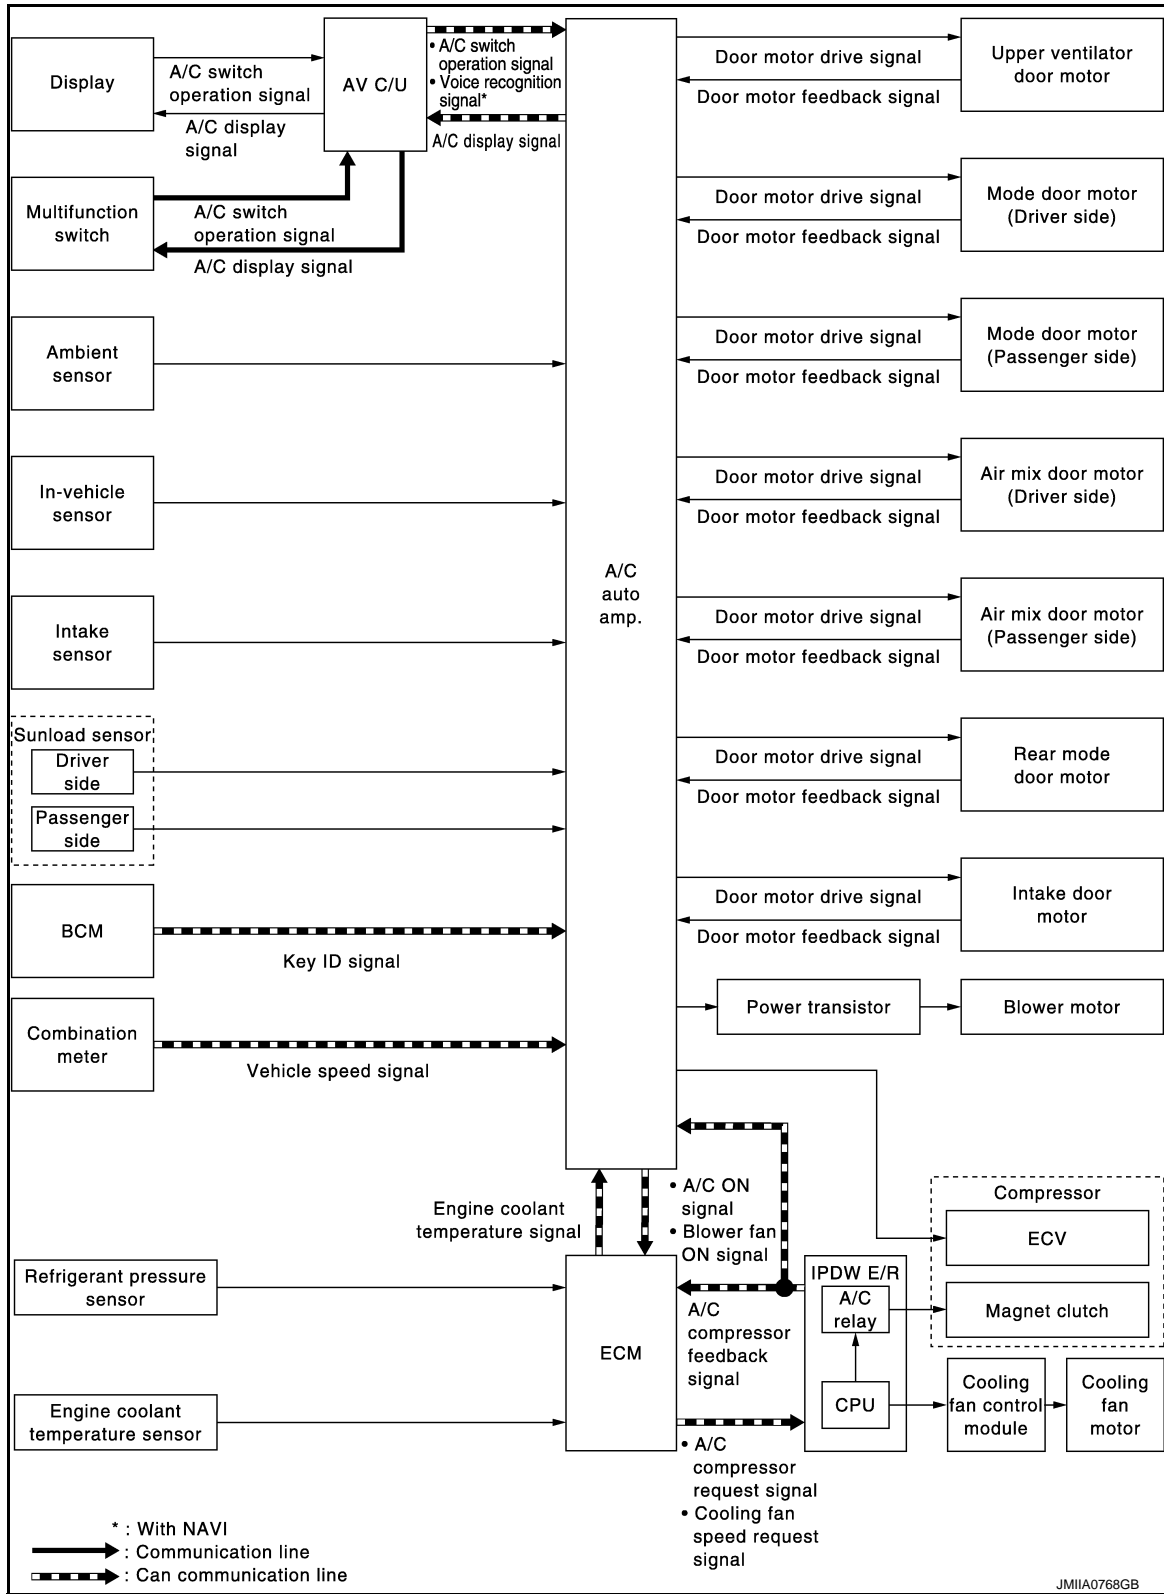 Display
A/C switch
operation signal
A/C display
signal
AV C/U
• A/C switch
operation signal
• Voice recognition
signal*
A/C display signal
Multifunction
switch
A/C switch
operation signal
A/C display signal
Ambient
sensor
In-vehicle
sensor
Intake
sensor
Sunload sensor
Driver
side
Passenger
side
BCM
Key ID signal
Combination
meter
Vehicle speed signal
A/C
auto
amp.
Door motor drive signal
Door motor feedback signal
Upper ventilator
door motor
Door motor drive signal
Door motor feedback signal
Mode door motor
(Driver side)
Door motor drive signal
Door motor feedback signal
Mode door motor
(Passenger side)
Door motor drive signal
Door motor feedback signal
Air mix door motor
(Driver side)
Door motor drive signal
Door motor feedback signal
Air mix door motor
(Passenger side)
Door motor drive signal
Door motor feedback signal
Rear mode
door motor
Door motor drive signal
Door motor feedback signal
Intake door
motor
Power transistor
Blower motor
Engine coolant
temperature signal
• A/C ON
signal
• Blower fan
ON signal
Compressor
ECV
Magnet clutch
Refrigerant pressure
sensor
Engine coolant
temperature sensor
ECM
A/C
compressor
feedback
signal
IPDW E/R
A/C
relay
CPU
Cooling
fan control
module
Cooling
fan
motor
• A/C
compressor
request signal
• Cooling fan
speed request
signal
* : With NAVI
: Communication line
: Can communication line
JMIIA0768GB